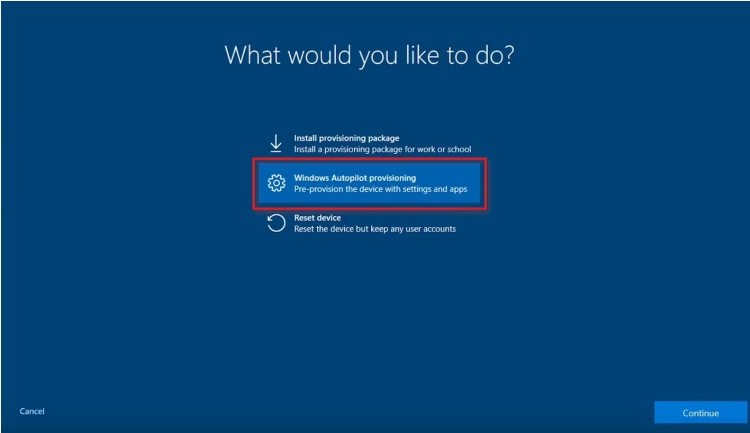 What would you like to do?
Install provisioning package
Install a provisioning package for work or school
Windows Autopilot provisioning
Pre-provision the device with settings and apps
Reset device
Reset the device but keep any user accounts
Cancel
Continue